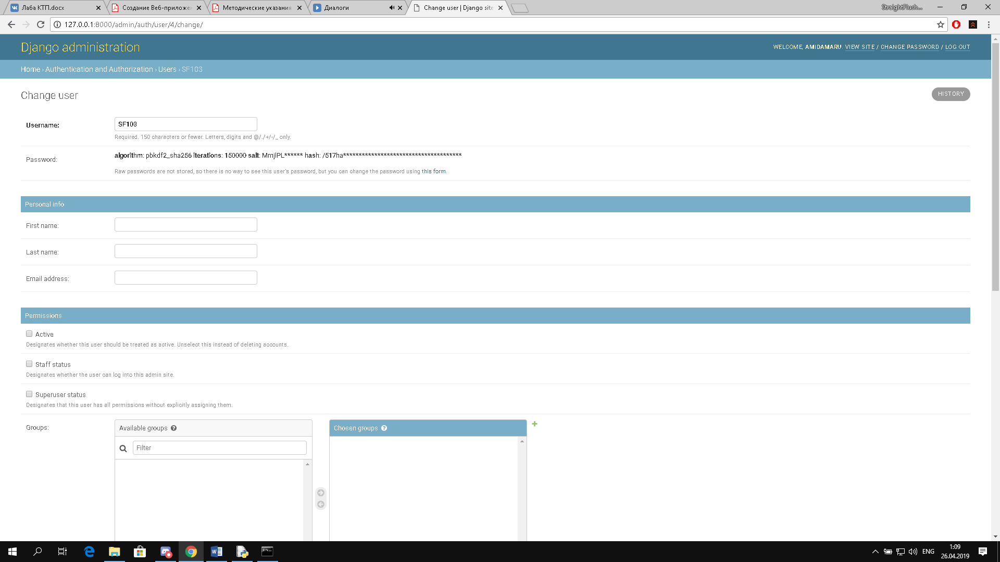 Лаба КТП.docx
Создание Веб-приложе
Методические указания
Диалоги
Change user | Django site
StraightFlush...
127.0.0.1:8000/admin/auth/user/4/change/
Django administration
WELCOME, AMIDAMARU. VIEW SITE / CHANGE PASSWORD / LOG OUT
Home › Authentication and Authorization › Users › SF103
Change user
HISTORY
Username:
SF103
Required. 150 characters or fewer. Letters, digits and @/./+/-/_ only.
Password:
algorithm: pbkdf2_sha256 iterations: 150000 salt: MmjlPL****** hash: /517ha**************************************
Raw passwords are not stored, so there is no way to see this user's password, but you can change the password using this form.
Personal info
First name:
Last name:
Email address:
Permissions
Active
Designates whether this user should be treated as active. Unselect this instead of deleting accounts.
Staff status
Designates whether the user can log into this admin site.
Superuser status
Designates that this user has all permissions without explicitly assigning them.
Groups:
Available groups
Chosen groups
Filter
ENG
1:09
26.04.2019